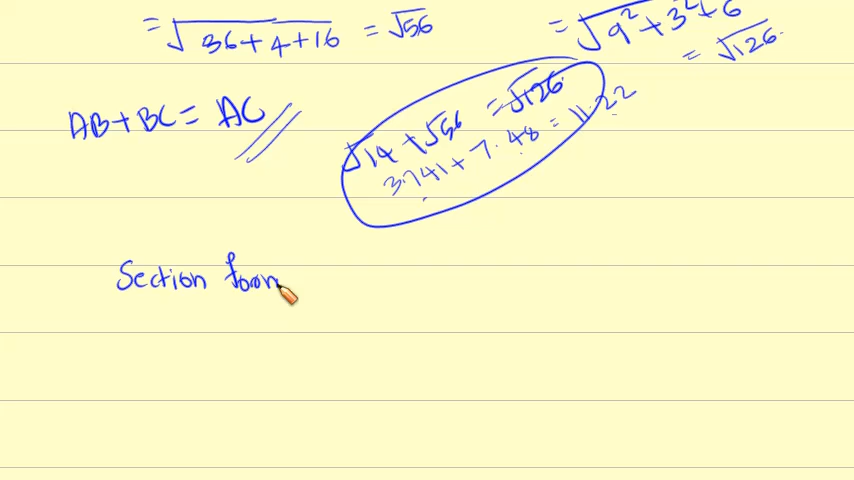 = √36+4+16 = √56
= √9²+3²+6
= √126.
AB+BC = AC
√14 + √56 = √126.
3.741 + 7.48 = 11.22
Section form